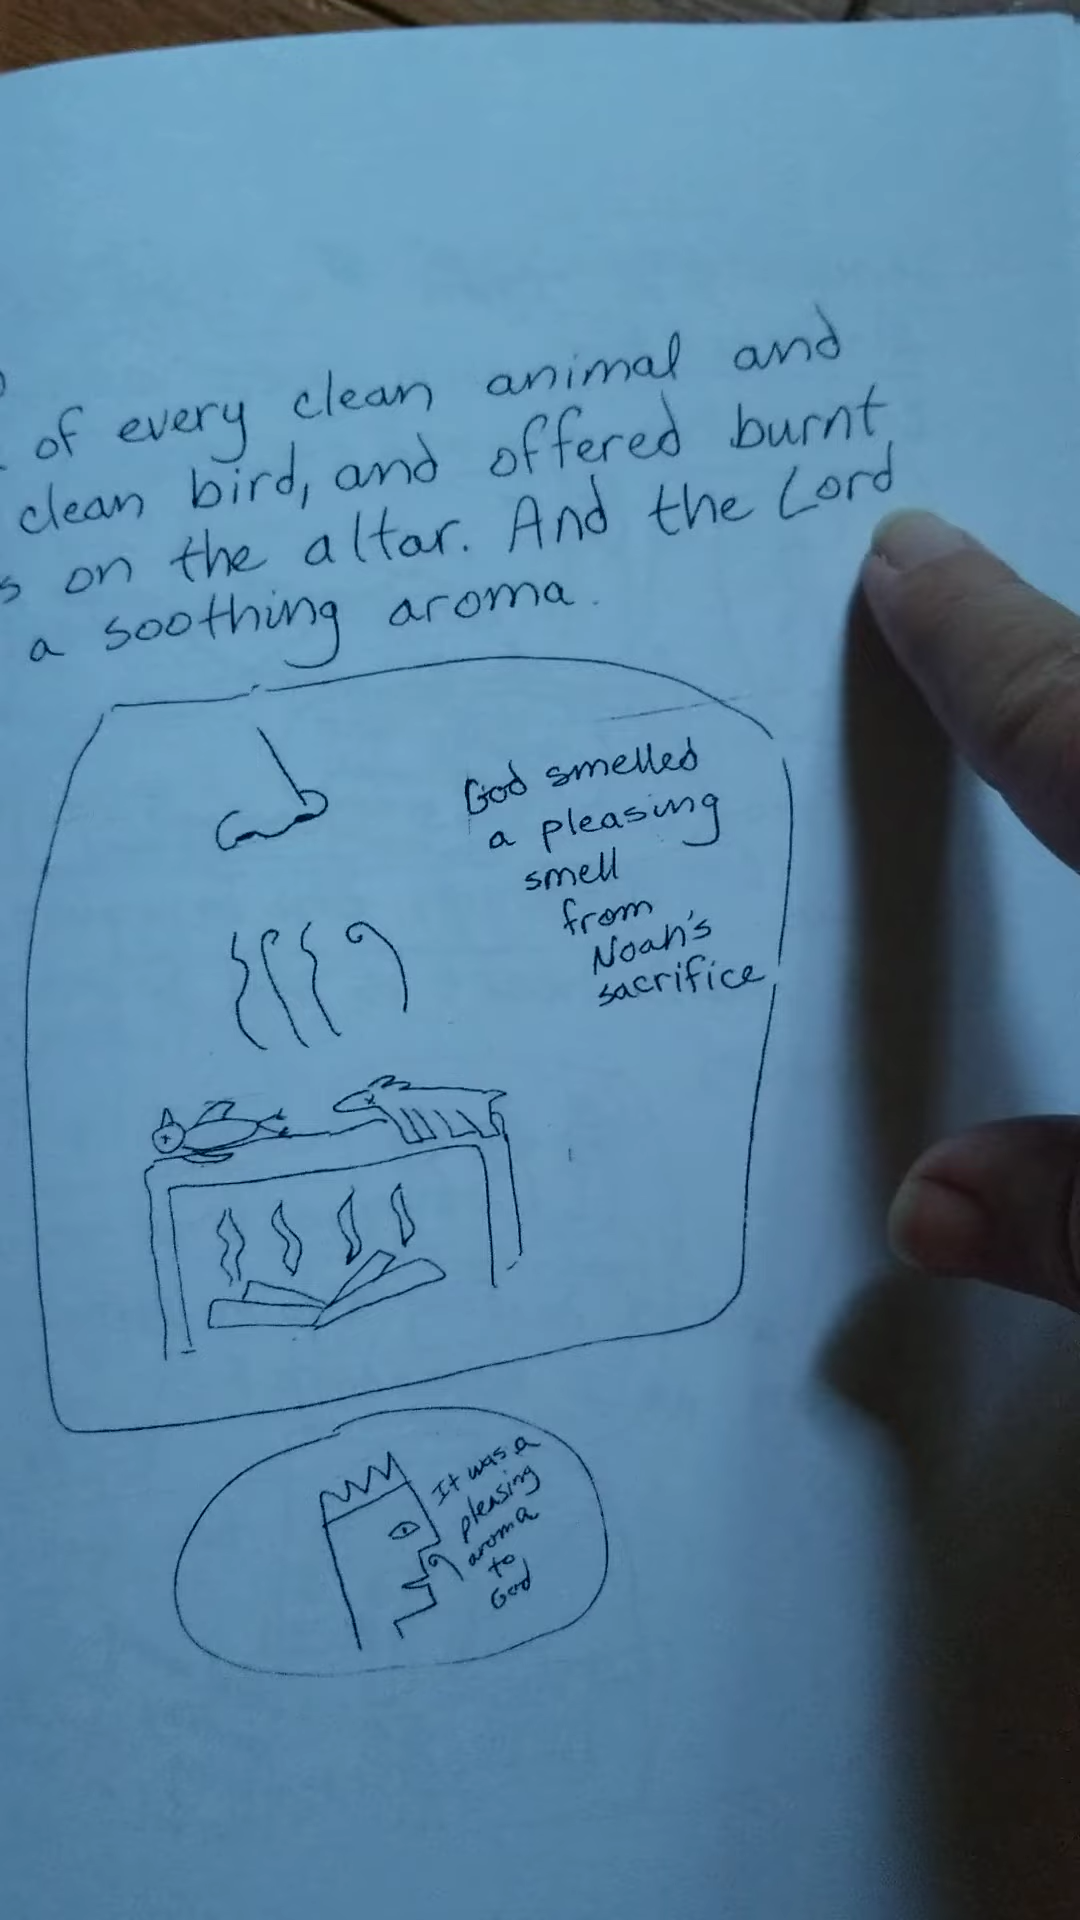 of every clean animal and
clean bird, and offered burnt
s on the altar. And the Lord
a soothing aroma.
God smelled
a pleasing
smell
from
Noah's
sacrifice
It was a
pleasing
aroma
to
God